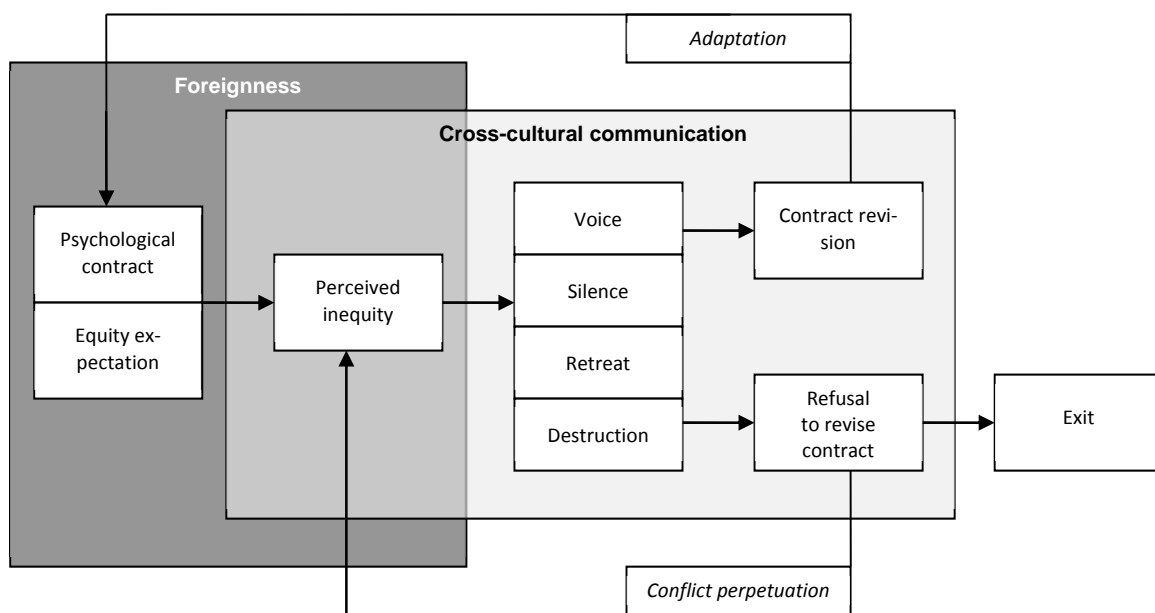 Adaptation
Foreignness
Cross-cultural communication
Psychological
contract
Equity ex-
pectation
Perceived
inequity
Voice
Silence
Retreat
Destruction
Contract revi-
sion
Refusal
to revise
contract
Exit
Conflict perpetuation